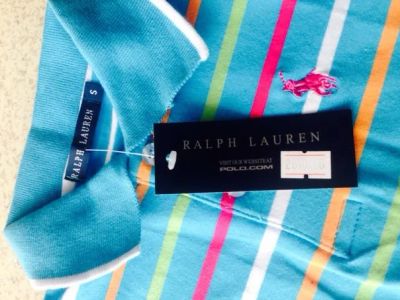 RALPH LAUREN
S
RALPH LAUREN
VISIT OUR WEBSITE AT
POLO.COM